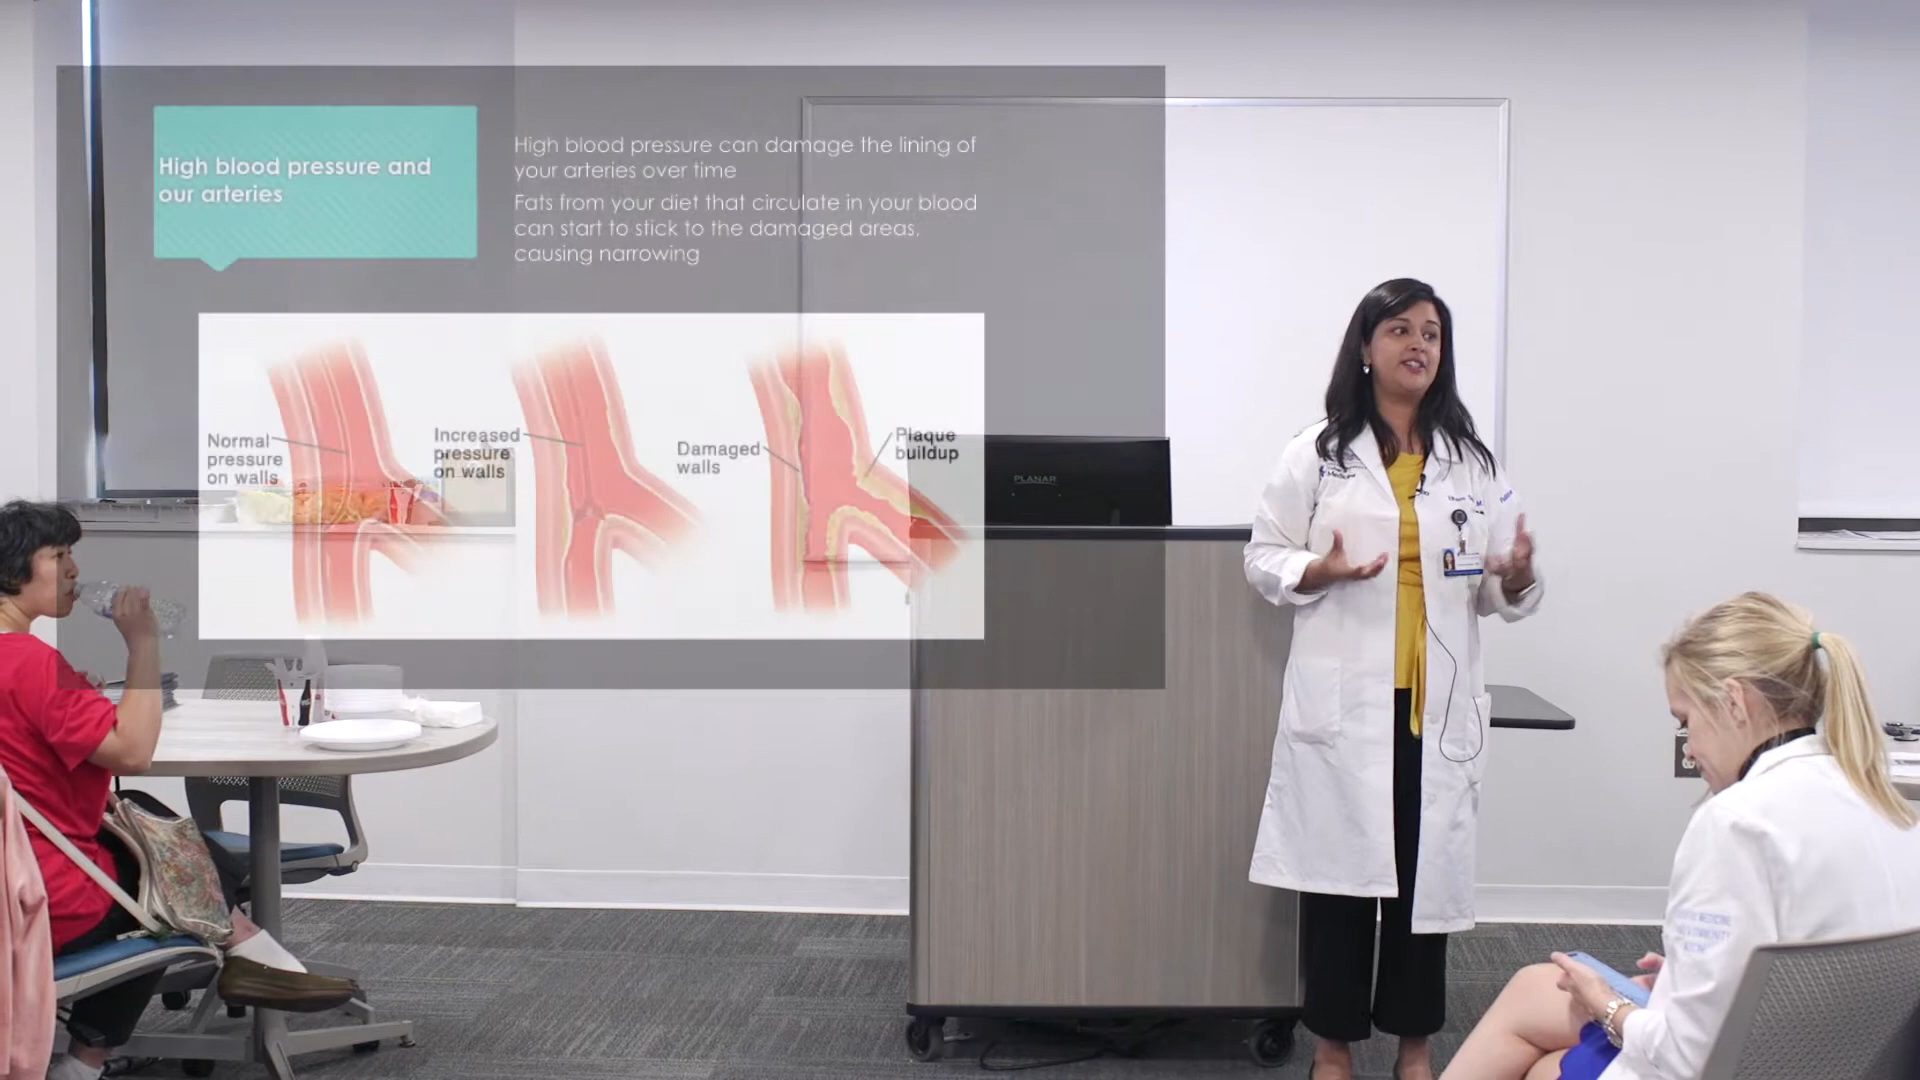 High blood pressure and
our arteries
High blood pressure can damage the lining of
your arteries over time
Fats from your diet that circulate in your blood
can start to stick to the damaged areas,
causing narrowing
Normal
pressure
on walls
Increased
pressure
on walls
Damaged
walls
Plaque
buildup
PLANAR
Medicine